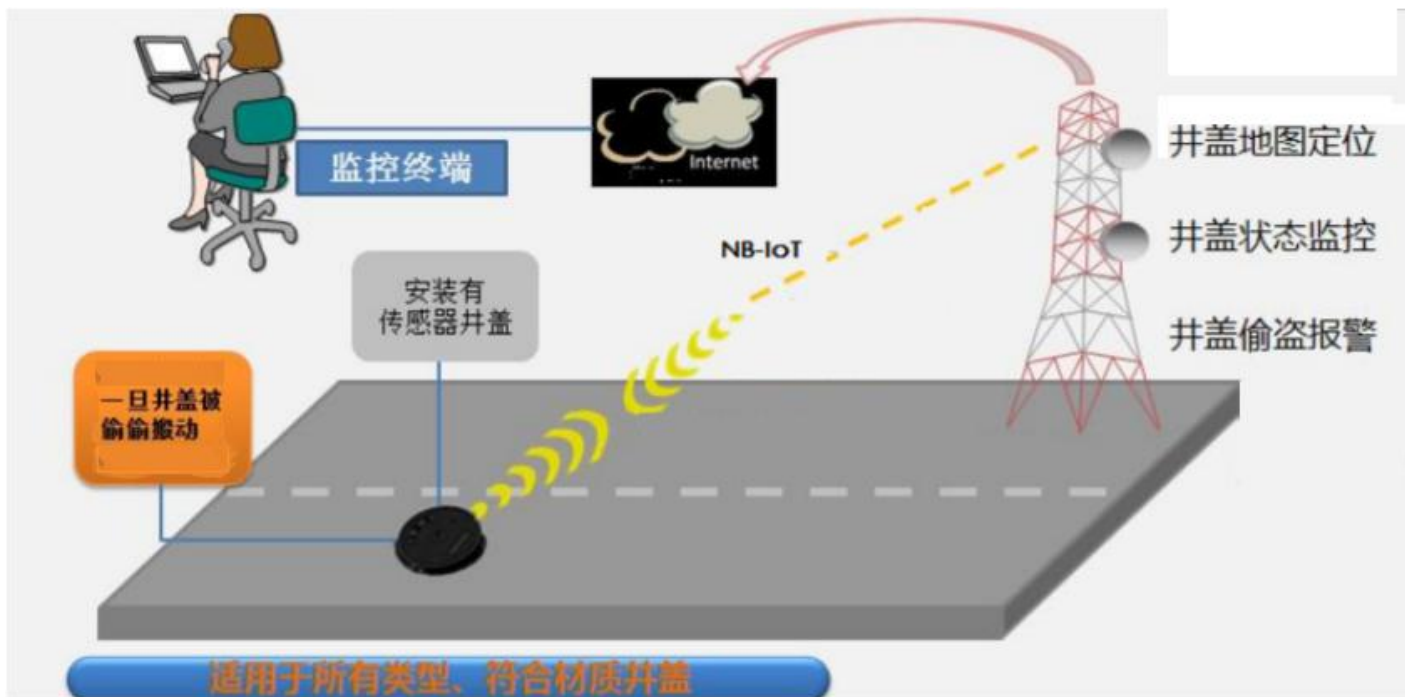 井盖地图定位
Internet
监控终端
井盖状态监控
NB-IoT
安装有
传感器井盖
井盖偷盗报警
一旦井盖被
偷偷搬动
适用于所有类型、符合材质井盖